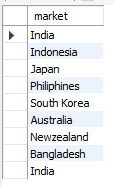 market
India
Indonesia
Japan
Philiphines
South Korea
Australia
Newzealand
Bangladesh
India